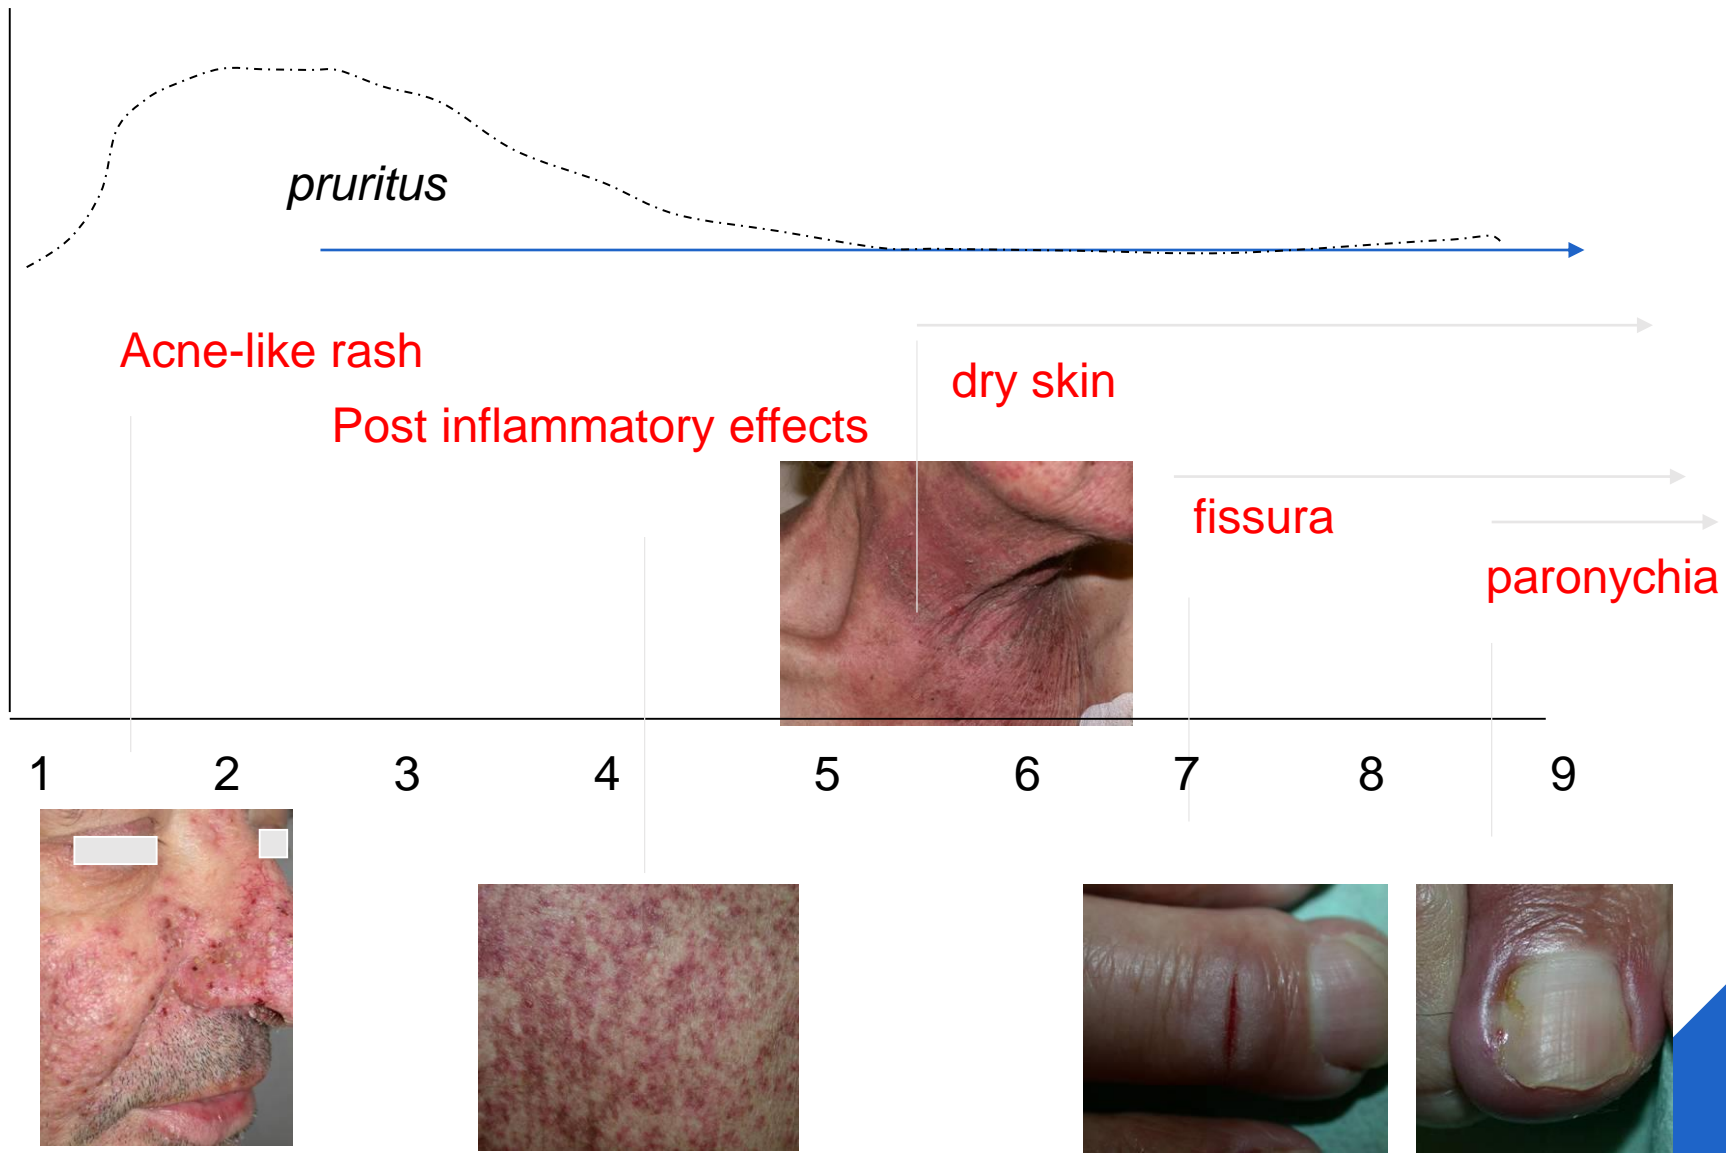 pruritus
Acne-like rash
dry skin
Post inflammatory effects
fissura
paronychia
1 2 3 4 5 6 7 8 9